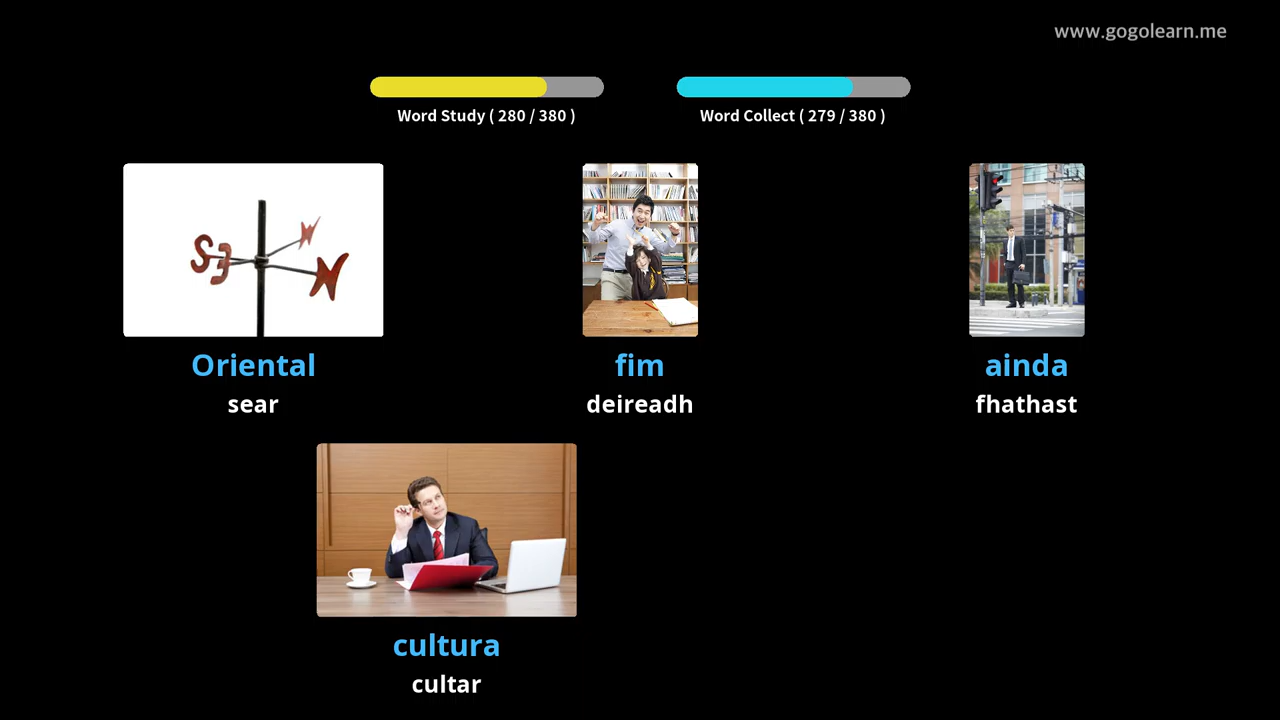 www.gogolearn.me
Word Study ( 280 / 380 )
Word Collect ( 279 / 380 )
S
E
N
W
Oriental
fim
ainda
sear
deireadh
fhathast
cultura
cultar